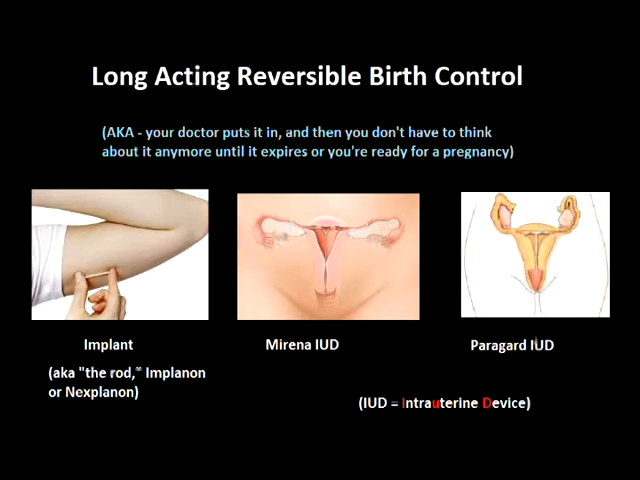 Long Acting Reversible Birth Control
(AKA - your doctor puts it in, and then you don't have to think
about it anymore until it expires or you're ready for a pregnancy)
Implant
Mirena IUD
Paragard IUD
(aka "the rod," Implanon
or Nexplanon)
(IUD = Intrauterine Device)